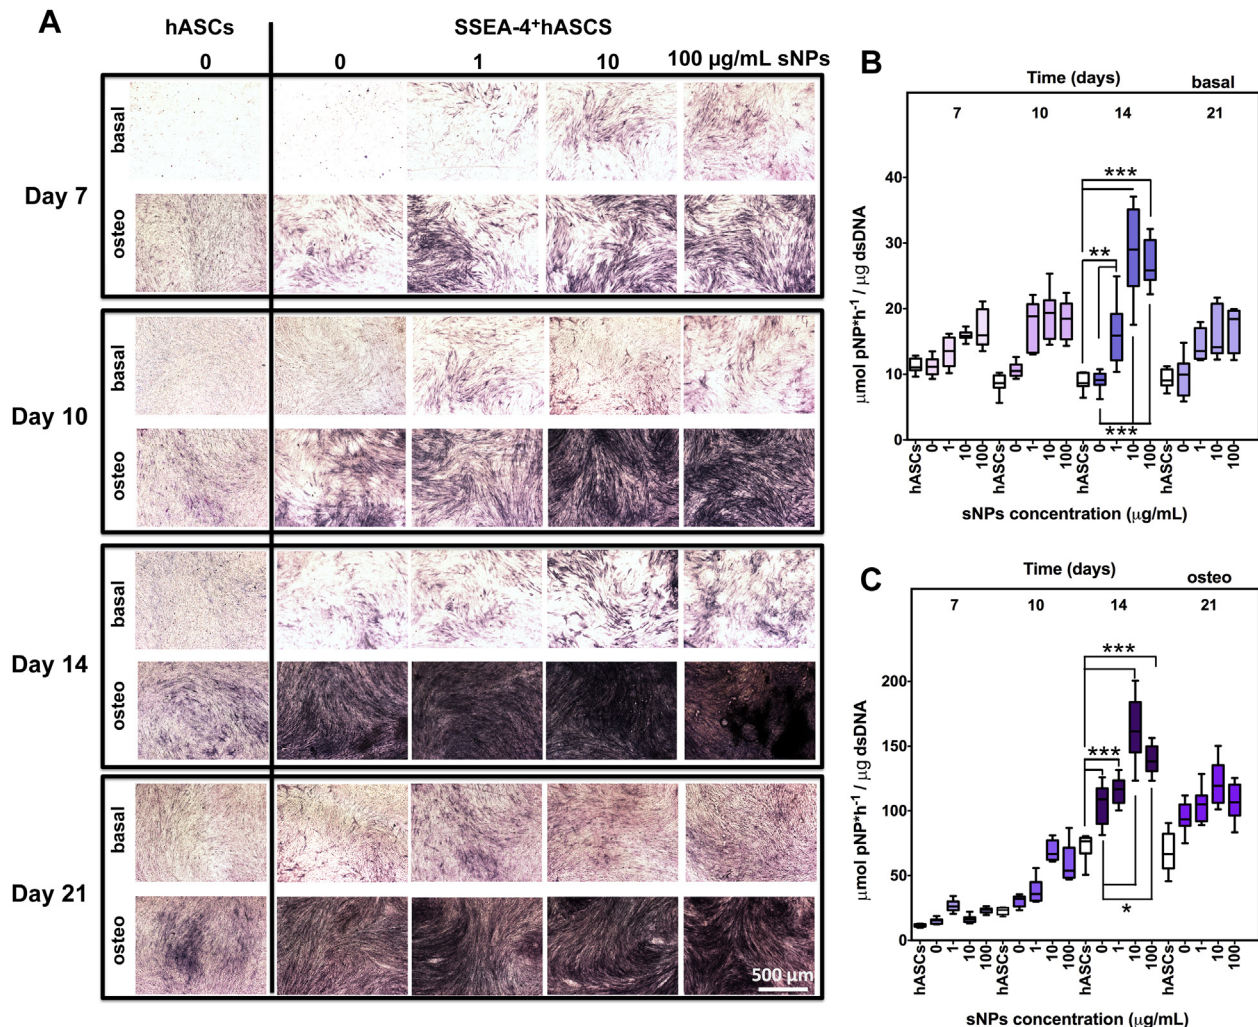 A
hASCs
SSEA-4+hASCS
0
0
1
10
100 µg/mL sNPs
Day 7
basal
osteo
Day 10
basal
osteo
Day 14
basal
osteo
Day 21
basal
osteo
500 µm
B
Time (days)
basal
7
10
14
21
µmol pNP*h-1 / µg dsDNA
40
30
20
10
0
***
**
***
hASCs
0
1
10
100
hASCs
0
1
10
100
hASCs
0
1
10
100
hASCs
0
1
10
100
sNPs concentration (µg/mL)
C
Time (days)
osteo
7
10
14
21
µmol pNP*h-1 / µg dsDNA
200
150
100
50
0
***
***
*
hASCs
0
1
10
100
hASCs
0
1
10
100
hASCs
0
1
10
100
hASCs
0
1
10
100
sNPs concentration (µg/mL)